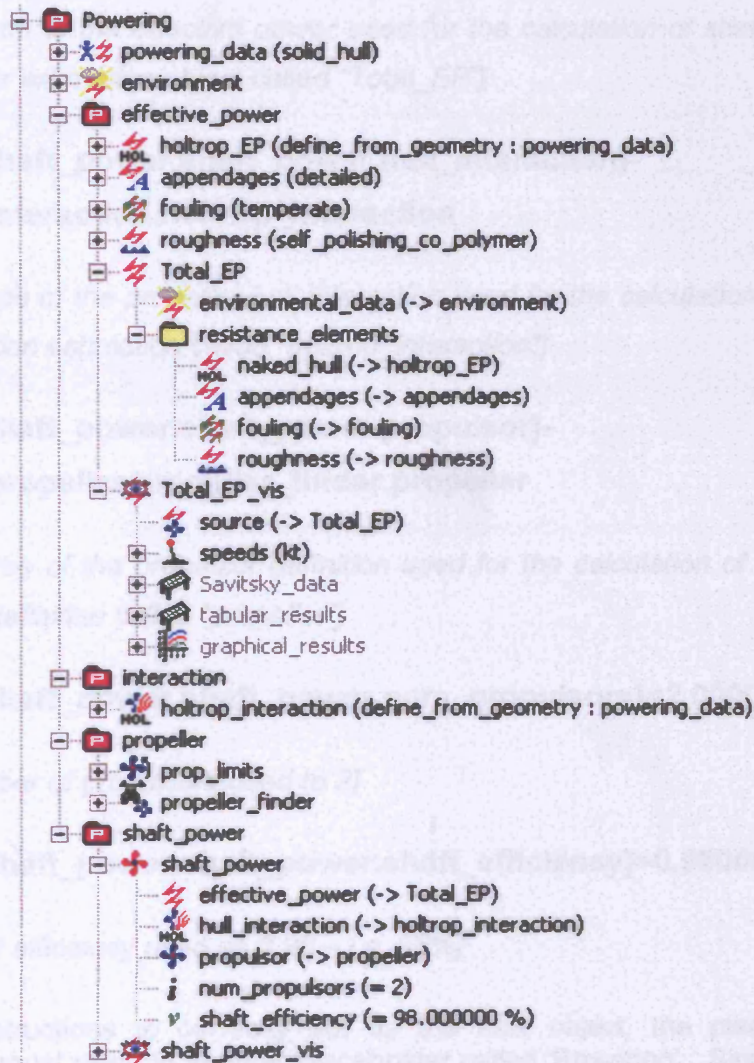 Powering
powering_data (solid_hull)
environment
effective_power
holtrop_EP (define_from_geometry : powering_data)
appendages (detailed)
fouling (temperate)
roughness (self_polishing_co_polymer)
Total_EP
environmental_data (-> environment)
resistance_elements
naked_hull (-> holtrop_EP)
appendages (-> appendages)
fouling (-> fouling)
roughness (-> roughness)
Total_EP_vis
source (-> Total_EP)
speeds (kt)
Savitsky_data
tabular_results
graphical_results
interaction
holtrop_interaction (define_from_geometry : powering_data)
propeller
prop_limits
propeller_finder
shaft_power
shaft_power
effective_power (-> Total_EP)
hull_interaction (-> holtrop_interaction)
propulsor (-> propeller)
num_propulsors (= 2)
shaft_efficiency (= 98.000000 %)
shaft_power_vis